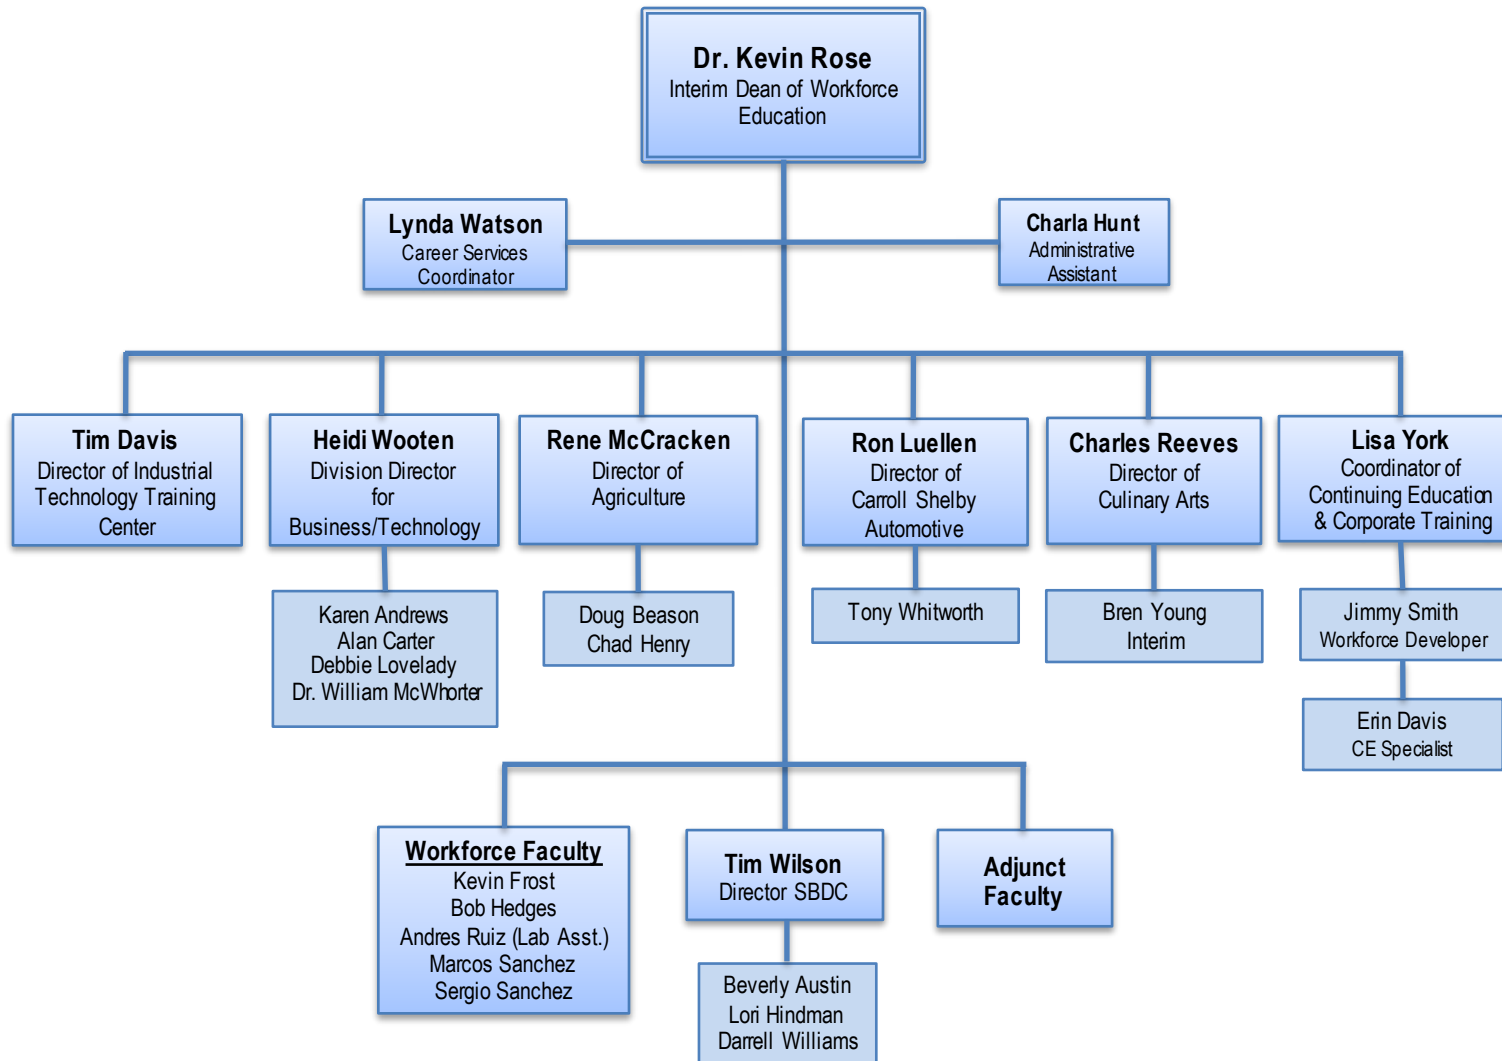 Dr. Kevin Rose
Interim Dean of Workforce
Education
Lynda Watson
Career Services
Coordinator
Charla Hunt
Administrative
Assistant
Tim Davis
Director of Industrial
Technology Training
Center
Heidi Wooten
Division Director
for
Business/Technology
Rene McCracken
Director of
Agriculture
Ron Luellen
Director of
Carroll Shelby
Automotive
Charles Reeves
Director of
Culinary Arts
Lisa York
Coordinator of
Continuing Education
& Corporate Training
Karen Andrews
Alan Carter
Debbie Lovelady
Dr. William McWhorter
Doug Beason
Chad Henry
Tony Whitworth
Bren Young
Interim
Jimmy Smith
Workforce Developer
Erin Davis
CE Specialist
Workforce Faculty
Kevin Frost
Bob Hedges
Andres Ruiz (Lab Asst.)
Marcos Sanchez
Sergio Sanchez
Tim Wilson
Director SBDC
Adjunct
Faculty
Beverly Austin
Lori Hindman
Darrell Williams